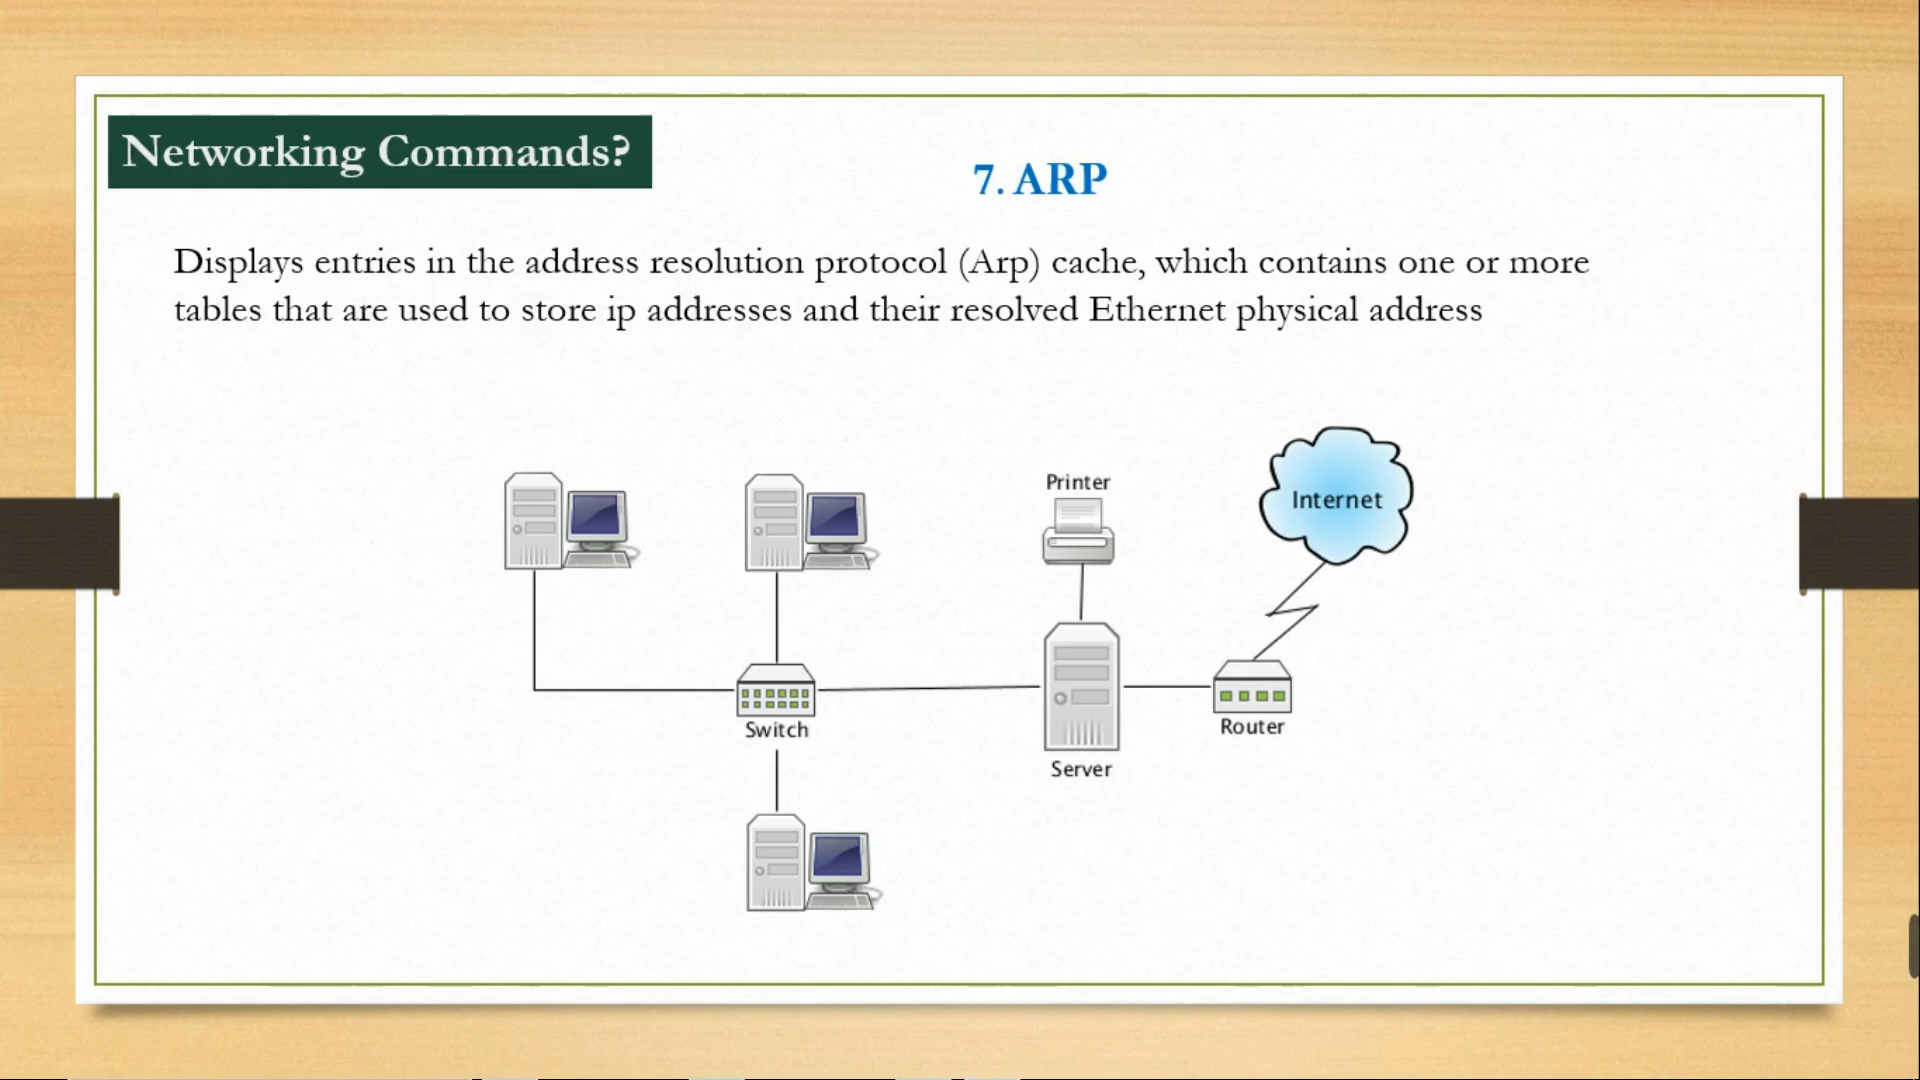 Networking Commands?
7. ARP
Displays entries in the address resolution protocol (Arp) cache, which contains one or more
tables that are used to store ip addresses and their resolved Ethernet physical address
Printer
Internet
Switch
Router
Server